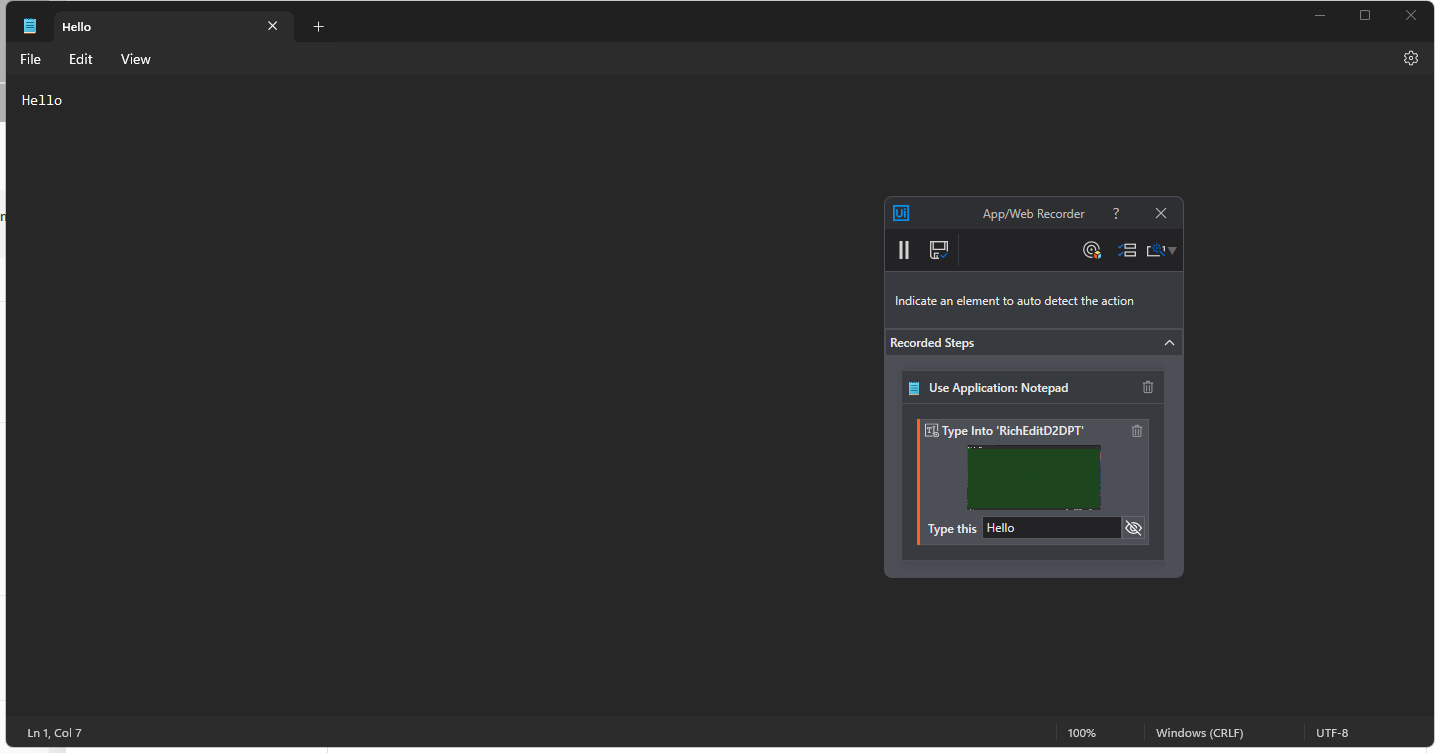 Hello
File Edit View
Hello
Ui App/Web Recorder ?
Indicate an element to auto detect the action
Recorded Steps
Use Application: Notepad
Type Into 'RichEditD2DPT'
Type this Hello
Ln 1, Col 7 100% Windows (CRLF) UTF-8